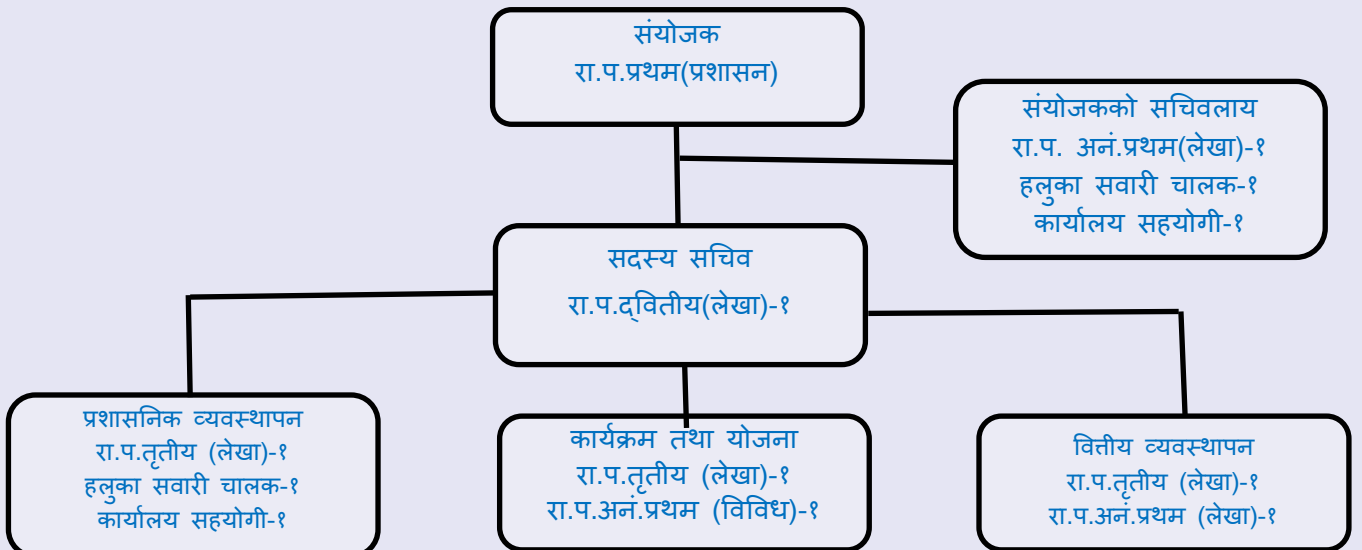 संयोजक
रा.प.प्रथम(प्रशासन)
संयोजकको सचिवलाय
रा.प. अनं.प्रथम(लेखा)-१
हलुका सवारी चालक-१
कार्यालय सहयोगी-१
सदस्य सचिव
रा.प.द्वितीय(लेखा)-१
प्रशासनिक व्यवस्थापन
रा.प.तृतीय (लेखा)-१
हलुका सवारी चालक-१
कार्यालय सहयोगी-१
कार्यक्रम तथा योजना
रा.प.तृतीय (लेखा)-१
रा.प.अनं.प्रथम (विविध)-१
वित्तीय व्यवस्थापन
रा.प.तृतीय (लेखा)-१
रा.प.अनं.प्रथम (लेखा)-१